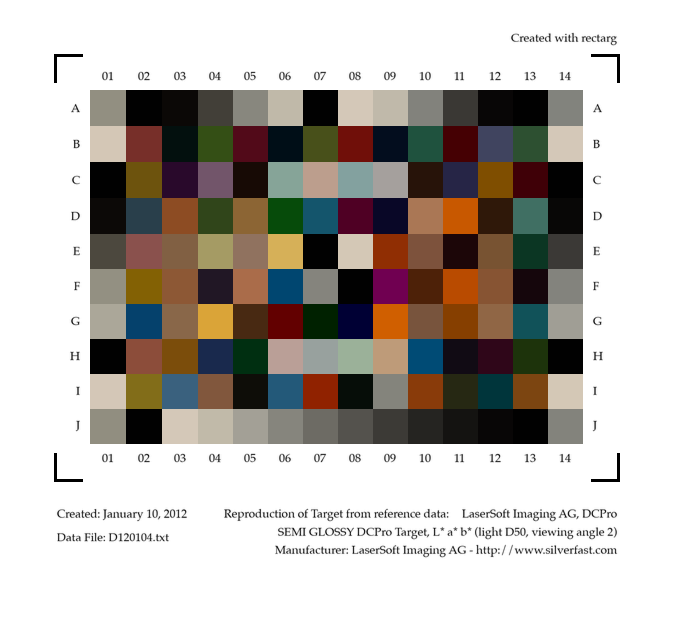 Created with rectarg
01 02 03 04 05 06 07 08 09 10 11 12 13 14
A A
B B
C C
D D
E E
F F
G G
H H
I I
J J
01 02 03 04 05 06 07 08 09 10 11 12 13 14
Created: January 10, 2012 Reproduction of Target from reference data: LaserSoft Imaging AG, DCPro
SEMI GLOSSY DCPro Target, L* a* b* (light D50, viewing angle 2)
Data File: D120104.txt
Manufacturer: LaserSoft Imaging AG - http://www.silverfast.com